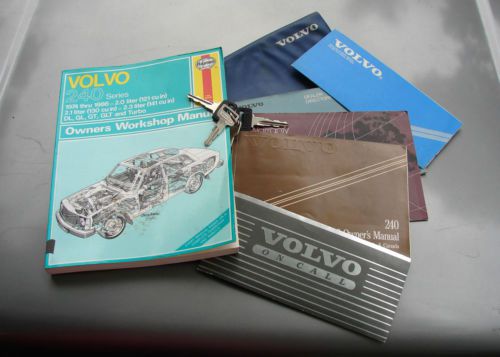 Haynes
VOLVO
240 Series
1974 thru 1986 - 2.0 liter (121 cu in)
2.1 liter (130 cu in) - 2.3 liter (141 cu in)
DL, GL, GT, GLT and Turbo
Owners Workshop Manual
VOLVO
VOLVO
VOLVO
240
Owner's Manual
VOLVO
ON CALL